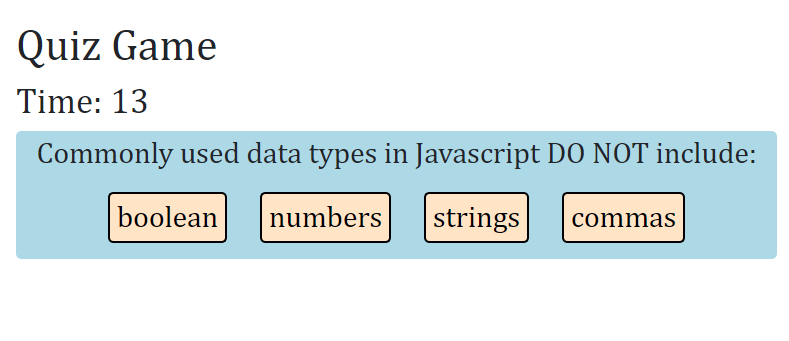 Quiz Game
Time: 13
Commonly used data types in Javascript DO NOT include:
boolean numbers strings commas